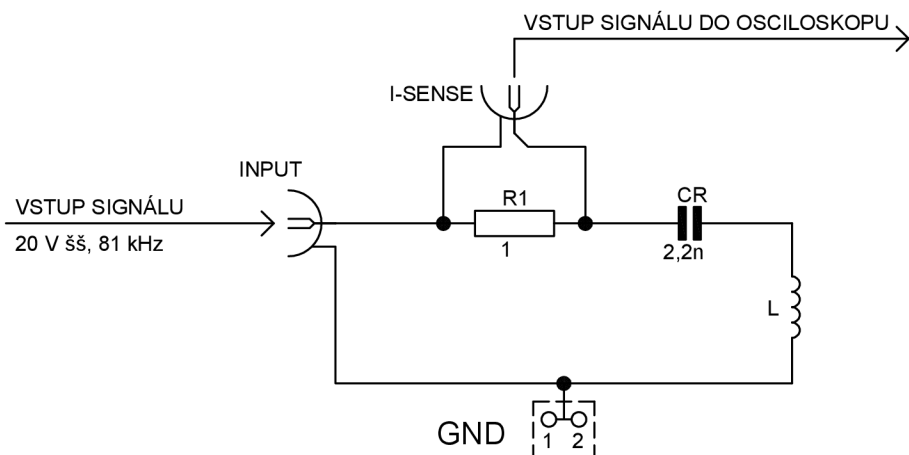 VSTUP SIGNÁLU DO OSCILOSKOPU
I-SENSE
INPUT
VSTUP SIGNÁLU
20 V šš, 81 kHz
R1
1
CR
2,2n
L
GND
1 2